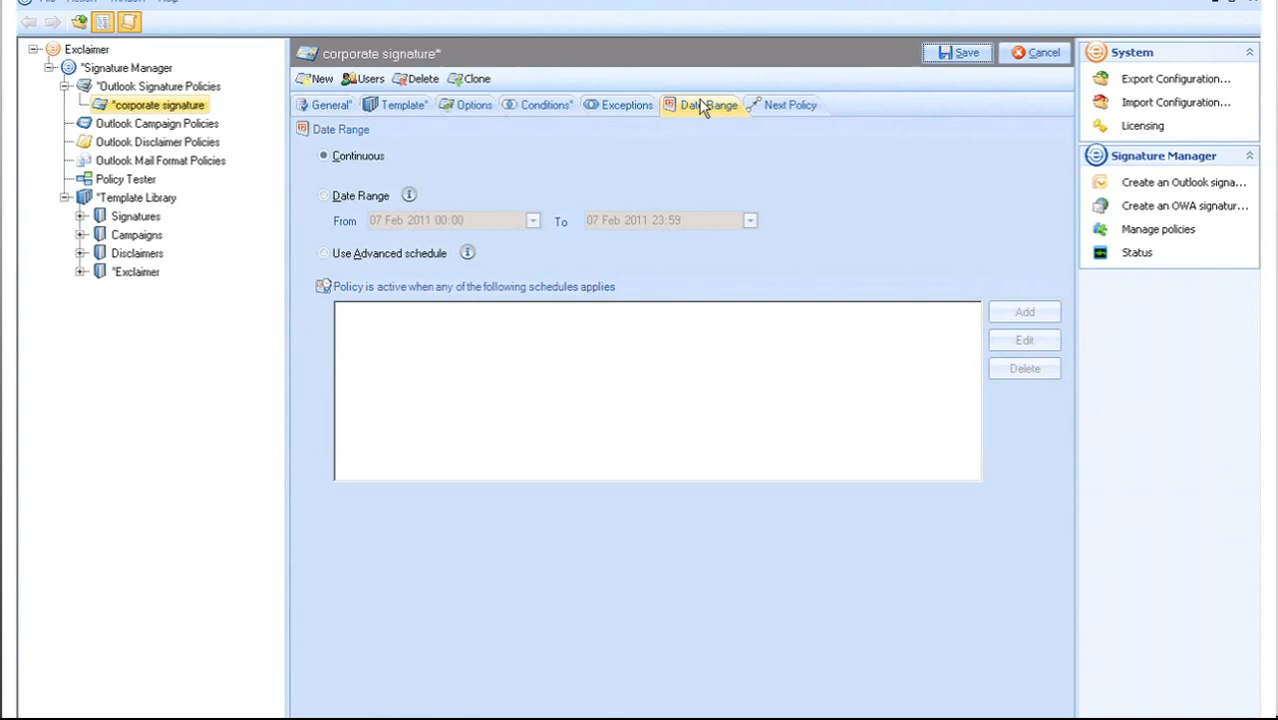 Exclaimer
*Signature Manager
*Outlook Signature Policies
*corporate signature
Outlook Campaign Policies
Outlook Disclaimer Policies
Outlook Mail Format Policies
Policy Tester
*Template Library
Signatures
Campaigns
Disclaimers
*Exclaimer
corporate signature*
Save
Cancel
New
Users
Delete
Clone
General*
Template*
Options
Conditions*
Exceptions
Date Range
Next Policy
Date Range
Continuous
Date Range
From
07 Feb 2011 00:00
To
07 Feb 2011 23:59
Use Advanced schedule
Policy is active when any of the following schedules applies
Add
Edit
Delete
System
Export Configuration...
Import Configuration...
Licensing
Signature Manager
Create an Outlook signa...
Create an OWA signatur...
Manage policies
Status